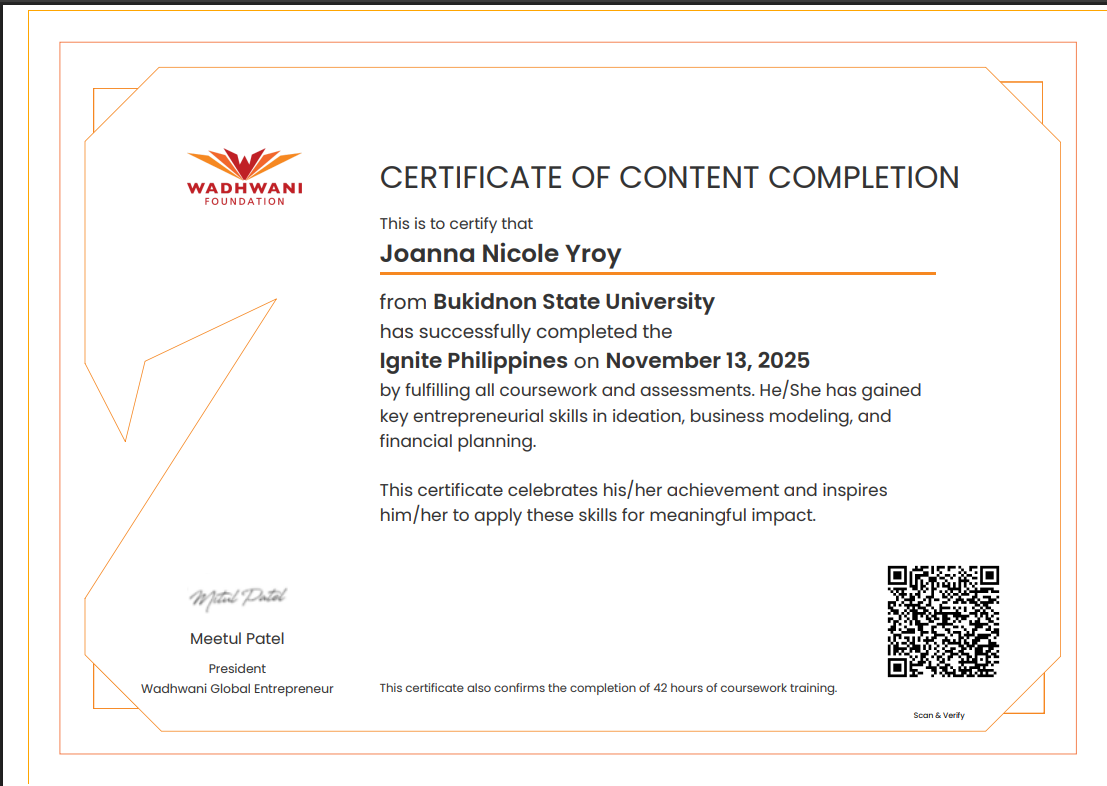 WADHWANI
FOUNDATION
CERTIFICATE OF CONTENT COMPLETION
This is to certify that
Joanna Nicole Yroy
from Bukidnon State University
has successfully completed the
Ignite Philippines on November 13, 2025
by fulfilling all coursework and assessments. He/She has gained
key entrepreneurial skills in ideation, business modeling, and
financial planning.
This certificate celebrates his/her achievement and inspires
him/her to apply these skills for meaningful impact.
Mitul Patel
Meetul Patel
President
Wadhwani Global Entrepreneur
This certificate also confirms the completion of 42 hours of coursework training.
Scan & Verify